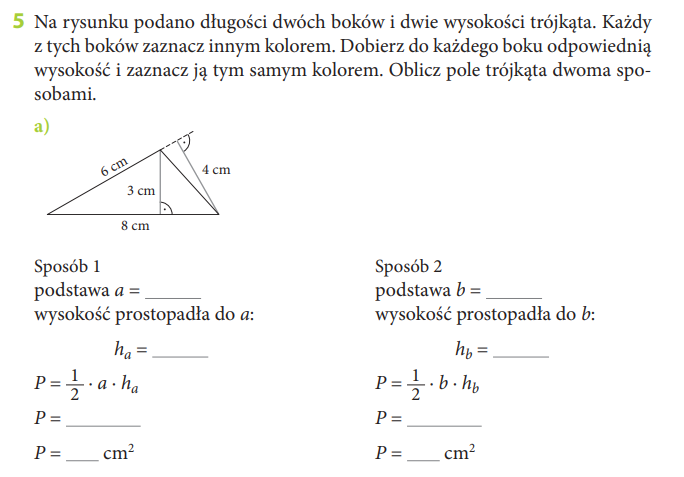 5 Na rysunku podano długości dwóch boków i dwie wysokości trójkąta. Każdy
z tych boków zaznacz innym kolorem. Dobierz do każdego boku odpowiednią
wysokość i zaznacz ją tym samym kolorem. Oblicz pole trójkąta dwoma spo-
sobami.
a)
6 cm
4 cm
3 cm
8 cm
Sposób 1
podstawa a = ______
wysokość prostopadła do a:
hₐ = ______
P = 1/2 · a · hₐ
P = ________
P = ___ cm²
Sposób 2
podstawa b = ______
wysokość prostopadła do b:
h_b = ______
P = 1/2 · b · h_b
P = ________
P = ___ cm²